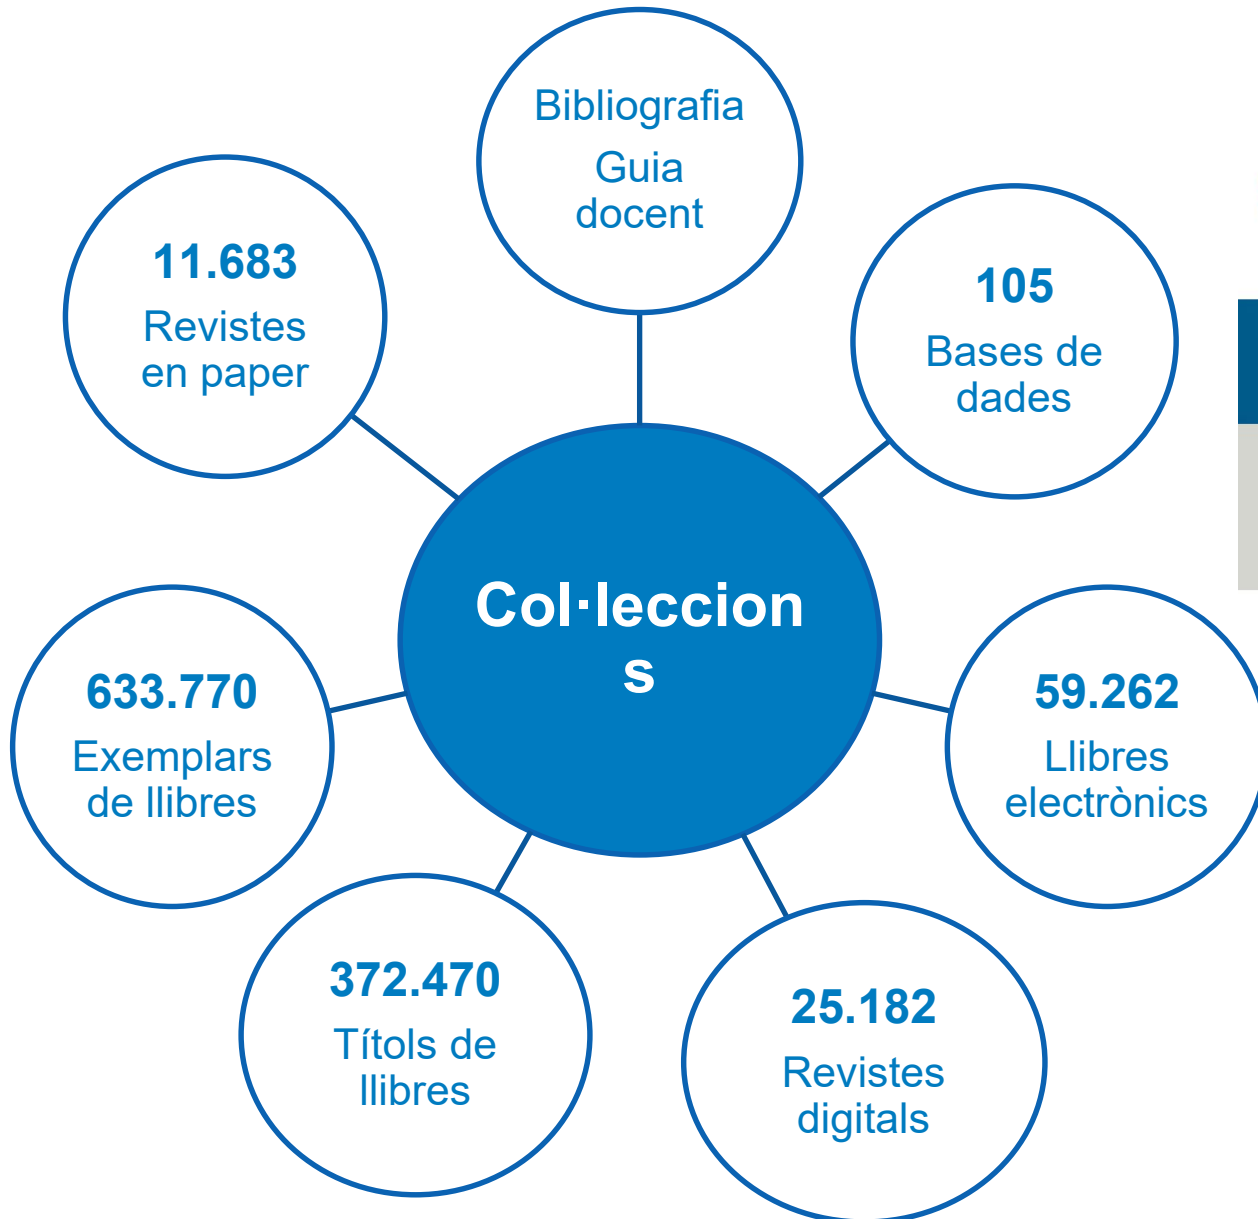 Bibliografia
Guia
docent
11.683
Revistes
en paper
105
Bases de
dades
Col·leccion
s
633.770
Exemplars
de llibres
59.262
Llibres
electrònics
372.470
Títols de
llibres
25.182
Revistes
digitals